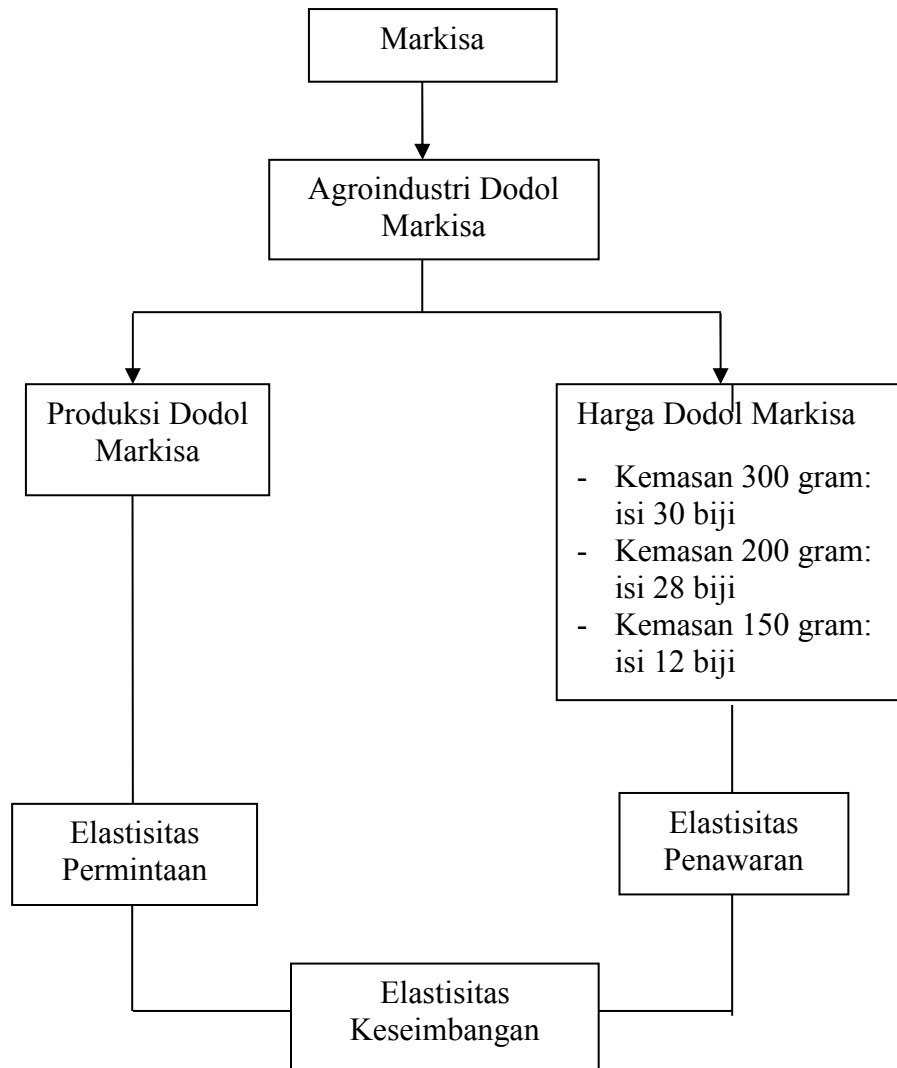 Markisa
Agroindustri Dodol
Markisa
Produksi Dodol
Markisa
Harga Dodol Markisa
- Kemasan 300 gram:
isi 30 biji
- Kemasan 200 gram:
isi 28 biji
- Kemasan 150 gram:
isi 12 biji
Elastisitas
Permintaan
Elastisitas
Penawaran
Elastisitas
Keseimbangan